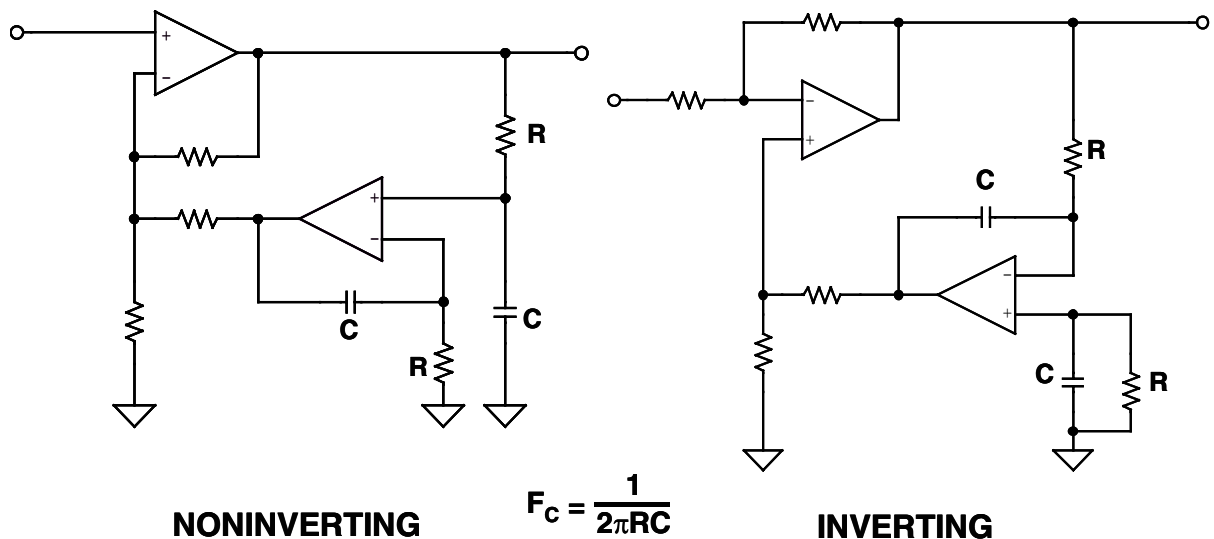 +
−
R
+
−
C
C
R
NONINVERTING
−
+
R
C
−
+
C
R
INVERTING
F_C = 1 / 2πRC